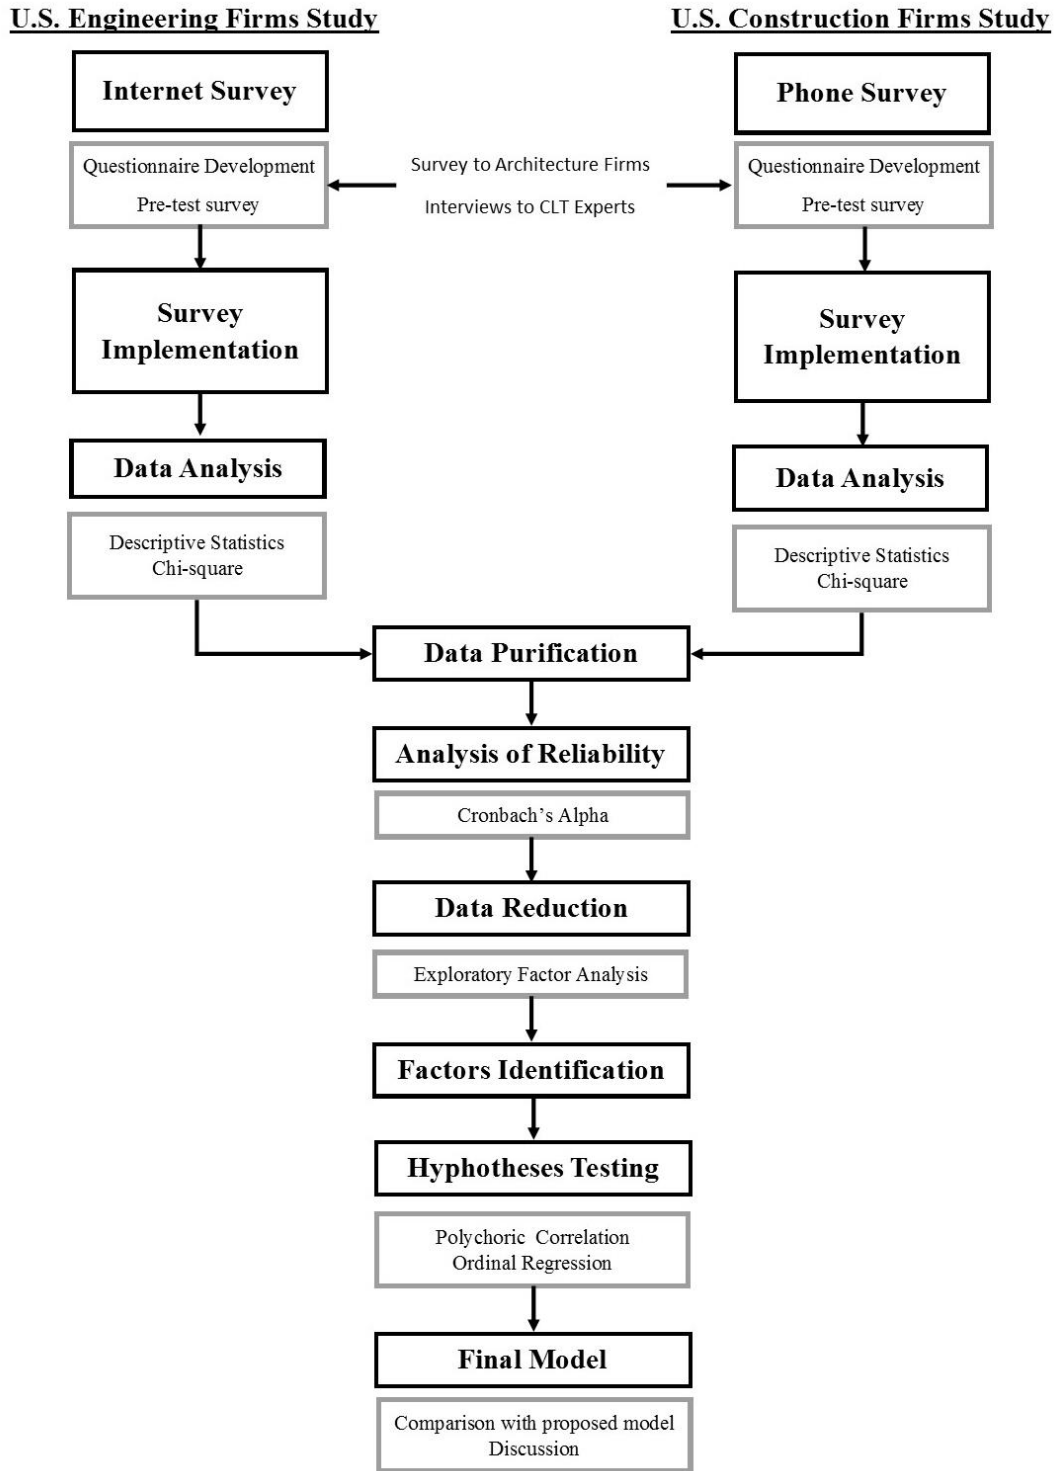 U.S. Engineering Firms Study
U.S. Construction Firms Study
Internet Survey
Phone Survey
Questionnaire Development
Pre-test survey
Survey to Architecture Firms
Interviews to CLT Experts
Questionnaire Development
Pre-test survey
Survey
Implementation
Survey
Implementation
Data Analysis
Data Analysis
Descriptive Statistics
Chi-square
Descriptive Statistics
Chi-square
Data Purification
Analysis of Reliability
Cronbach's Alpha
Data Reduction
Exploratory Factor Analysis
Factors Identification
Hyphotheses Testing
Polychoric Correlation
Ordinal Regression
Final Model
Comparison with proposed model
Discussion